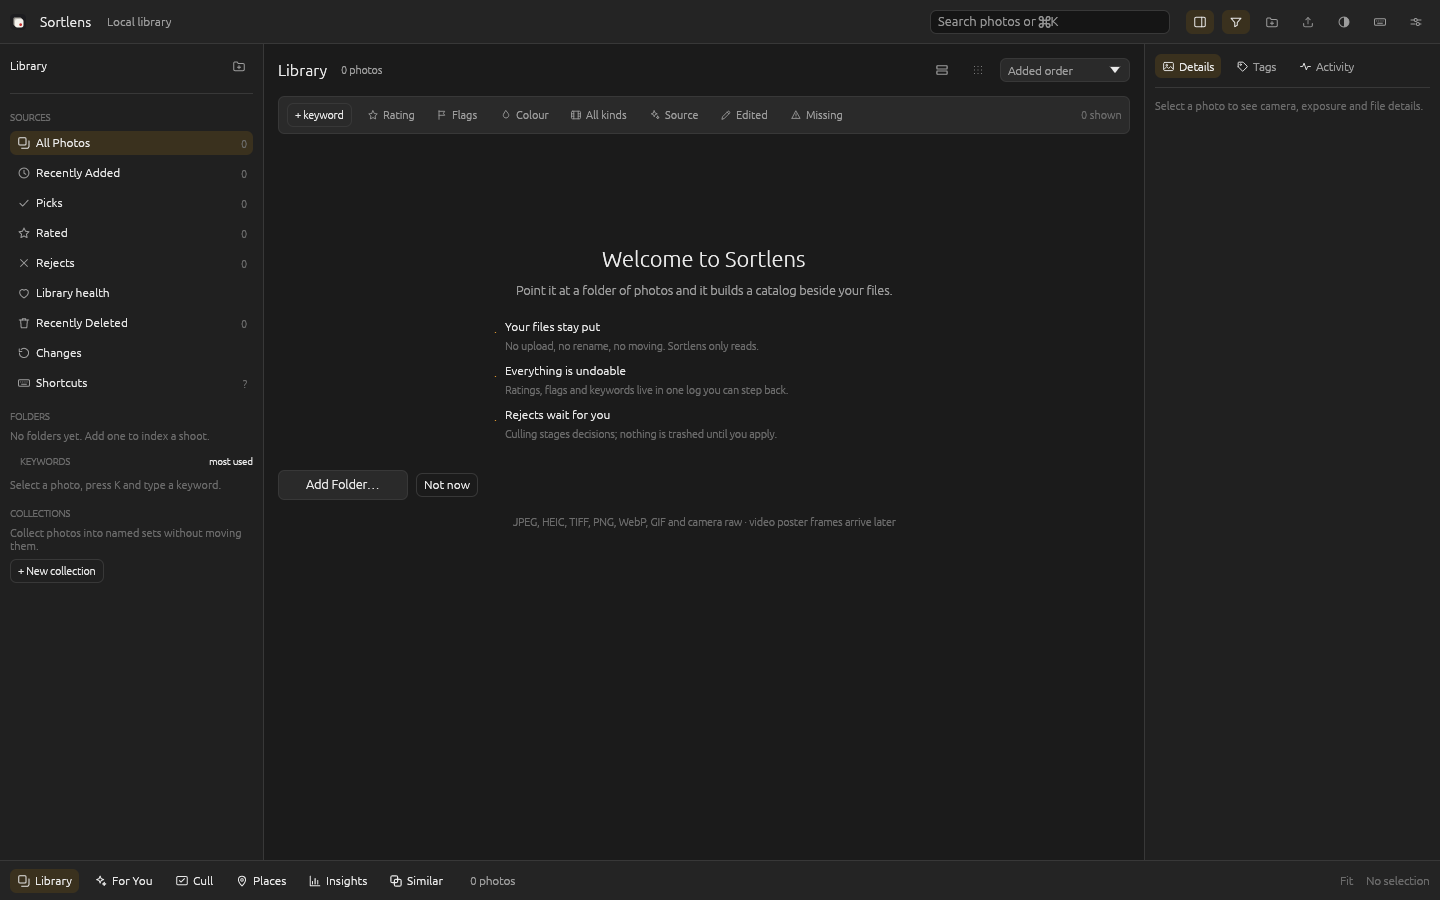 Sortlens
Local library
Search photos or ⌘K
Library
SOURCES
All Photos 0
Recently Added 0
Picks 0
Rated 0
Rejects 0
Library health
Recently Deleted 0
Changes
Shortcuts ?
FOLDERS
No folders yet. Add one to index a shoot.
KEYWORDS most used
Select a photo, press K and type a keyword.
COLLECTIONS
Collect photos into named sets without moving
them.
+ New collection
Library 0 photos
Added order
+ keyword Rating Flags Colour All kinds Source Edited Missing 0 shown
Welcome to Sortlens
Point it at a folder of photos and it builds a catalog beside your files.
Your files stay put
No upload, no rename, no moving. Sortlens only reads.
Everything is undoable
Ratings, flags and keywords live in one log you can step back.
Rejects wait for you
Culling stages decisions; nothing is trashed until you apply.
Add Folder… Not now
JPEG, HEIC, TIFF, PNG, WebP, GIF and camera raw · video poster frames arrive later
Details Tags Activity
Select a photo to see camera, exposure and file details.
Library For You Cull Places Insights Similar 0 photos
Fit No selection